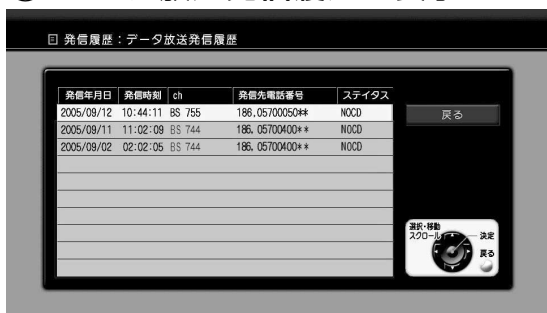 発信履歴：データ放送発信履歴
発信年月日 発信時刻 ch 発信先電話番号 ステイタス
2005/09/12 10:44:11 BS 755 186,05700050** NOCD
戻る
2005/09/11 11:02:09 BS 744 186,05700400** NOCD
2005/09/02 02:02:05 BS 744 186,05700400** NOCD
選択・移動
スクロール
決定
戻る